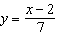 y = (x − 2)/7